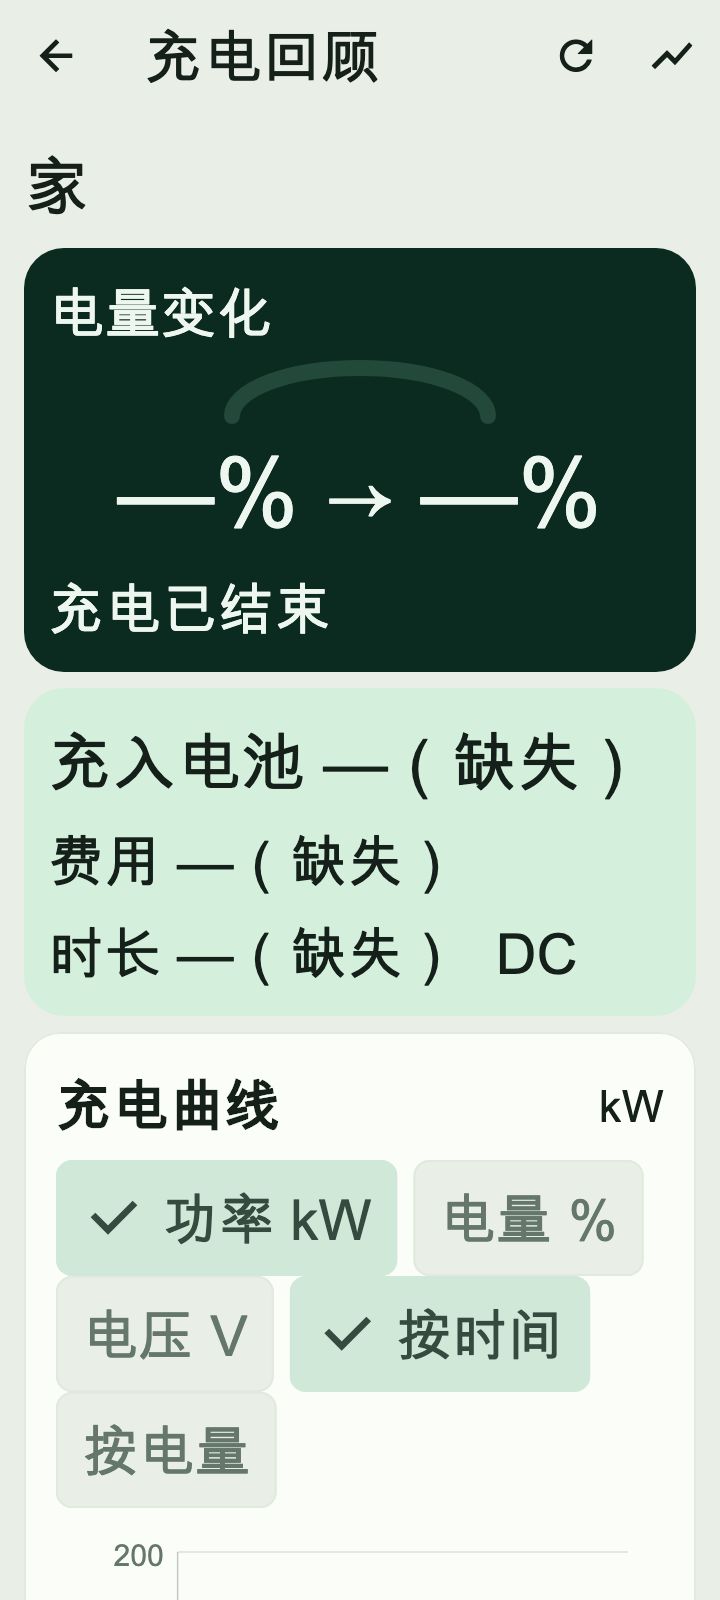 充电回顾
家
电量变化
—% → —%
充电已结束
充入电池 —（缺失）
费用 —（缺失）
时长 —（缺失） DC
充电曲线 kW
功率 kW 电量 %
电压 V 按时间
按电量
200